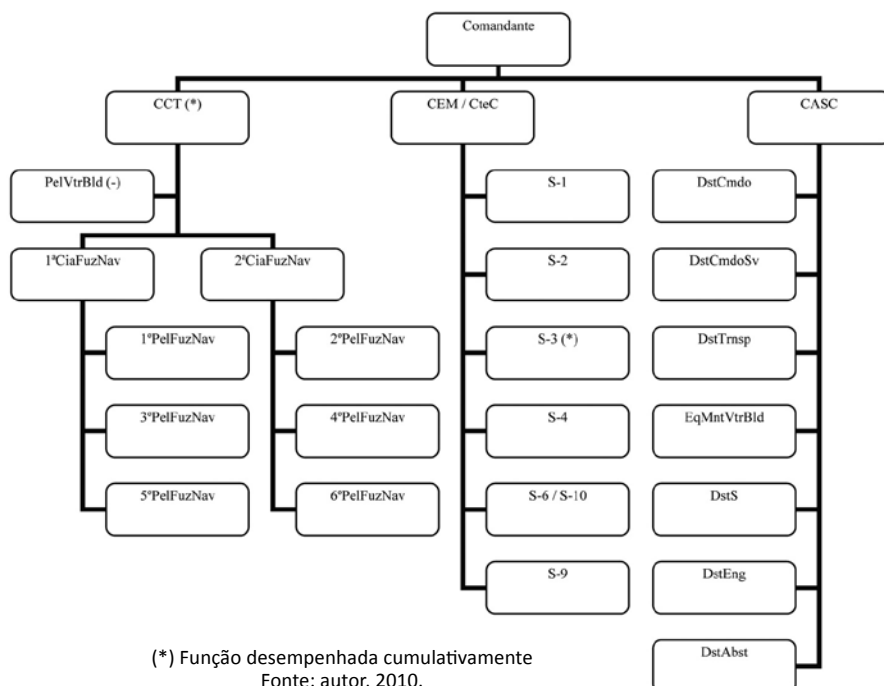 Comandante
CCT (*)
CEM / CteC
CASC
PelVtrBld (-)
S-1
DstCmdo
1ªCiaFuzNav
2ªCiaFuzNav
S-2
DstCmdoSv
1ºPelFuzNav
2ºPelFuzNav
S-3 (*)
DstTrnsp
3ºPelFuzNav
4ºPelFuzNav
S-4
EqMntVtrBld
5ºPelFuzNav
6ºPelFuzNav
S-6 / S-10
DstS
S-9
DstEng
DstAbst
(*) Função desempenhada cumulativamente
Fonte: autor, 2010.